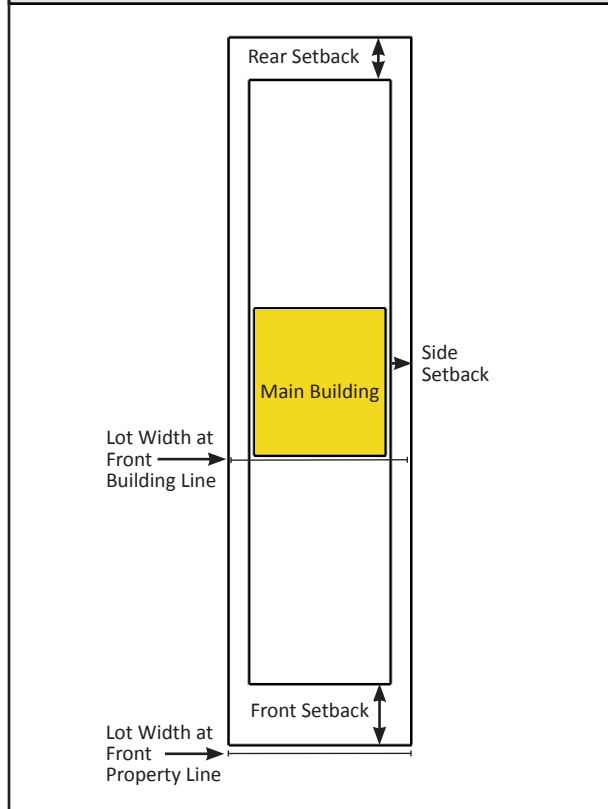 Rear Setback
Side
Setback
Main Building
Lot Width at
Front
Building Line
Front Setback
Lot Width at
Front
Property Line